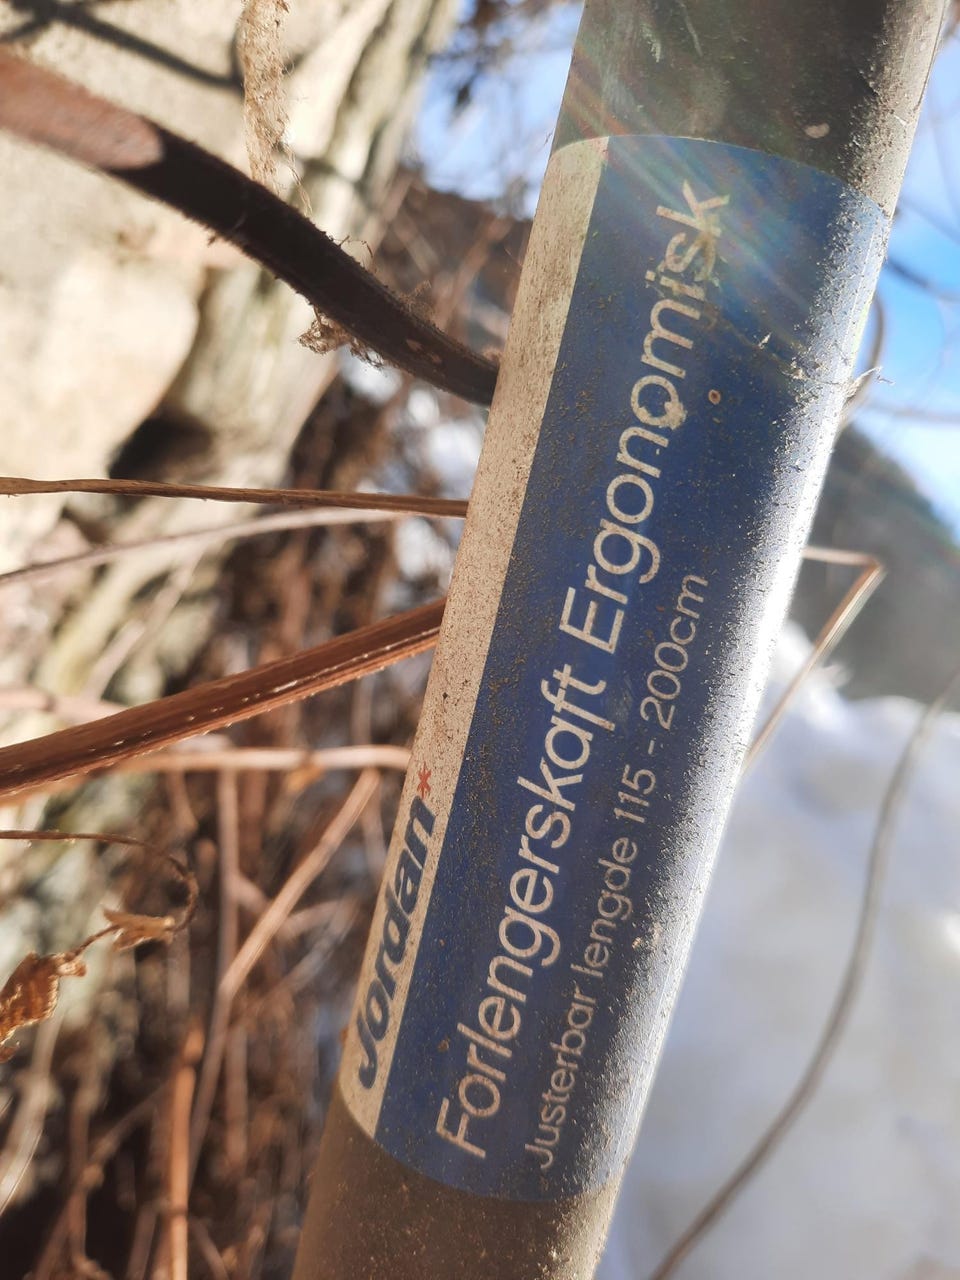 Jordan*
Forlengerskaft Ergonomisk
Justerbar lengde 115 - 200cm